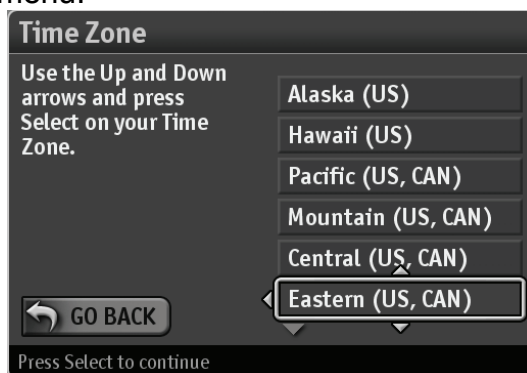 Time Zone
Use the Up and Down
arrows and press
Select on your Time
Zone.
Alaska (US)
Hawaii (US)
Pacific (US, CAN)
Mountain (US, CAN)
Central (US, CAN)
Eastern (US, CAN)
GO BACK
Press Select to continue